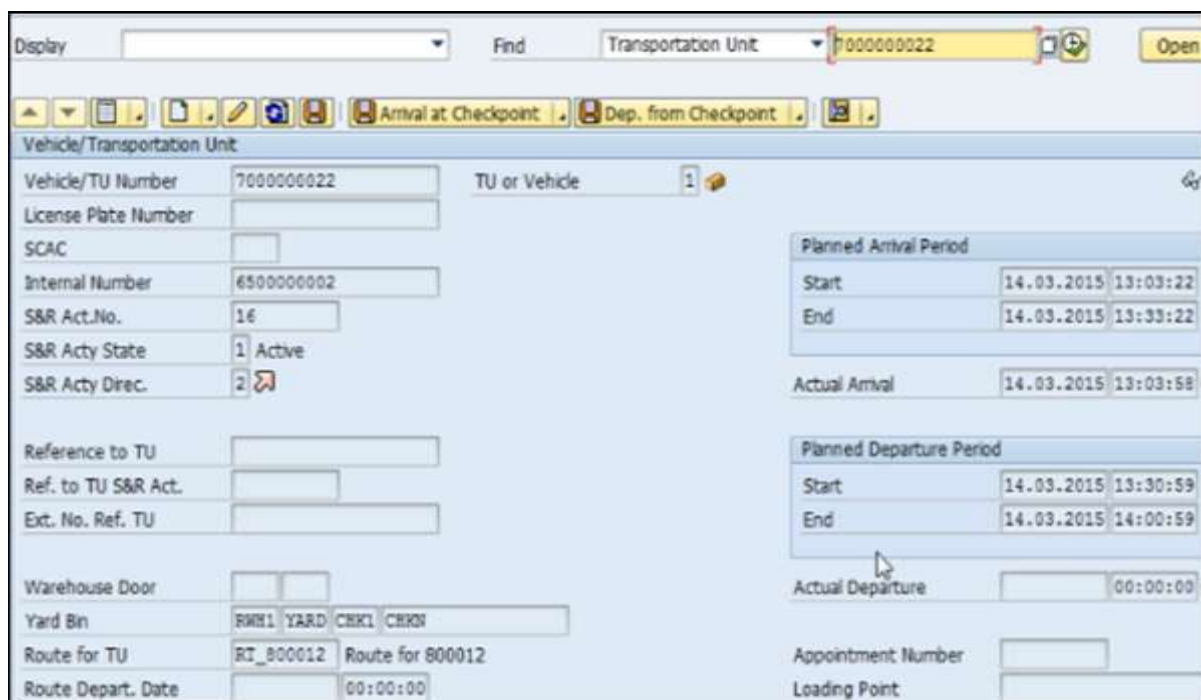 Display Find Transportation Unit 7000000022 Open
Arrival at Checkpoint Dep. from Checkpoint
Vehicle/Transportation Unit
Vehicle/TU Number 7000000022 TU or Vehicle 1
License Plate Number
SCAC Planned Arrival Period
Internal Number 6500000002 Start 14.03.2015 13:03:22
S&R Act.No. 16 End 14.03.2015 13:33:22
S&R Acty State 1 Active
S&R Acty Direc. 2 Actual Arrival 14.03.2015 13:03:58
Reference to TU Planned Departure Period
Ref. to TU S&R Act. Start 14.03.2015 13:30:59
Ext. No. Ref. TU End 14.03.2015 14:00:59
Warehouse Door Actual Departure 00:00:00
Yard Bin YARD CHK1 CHKN
Route for TU RT_800012 Route for 800012 Appointment Number
Route Depart. Date 00:00:00 Loading Point